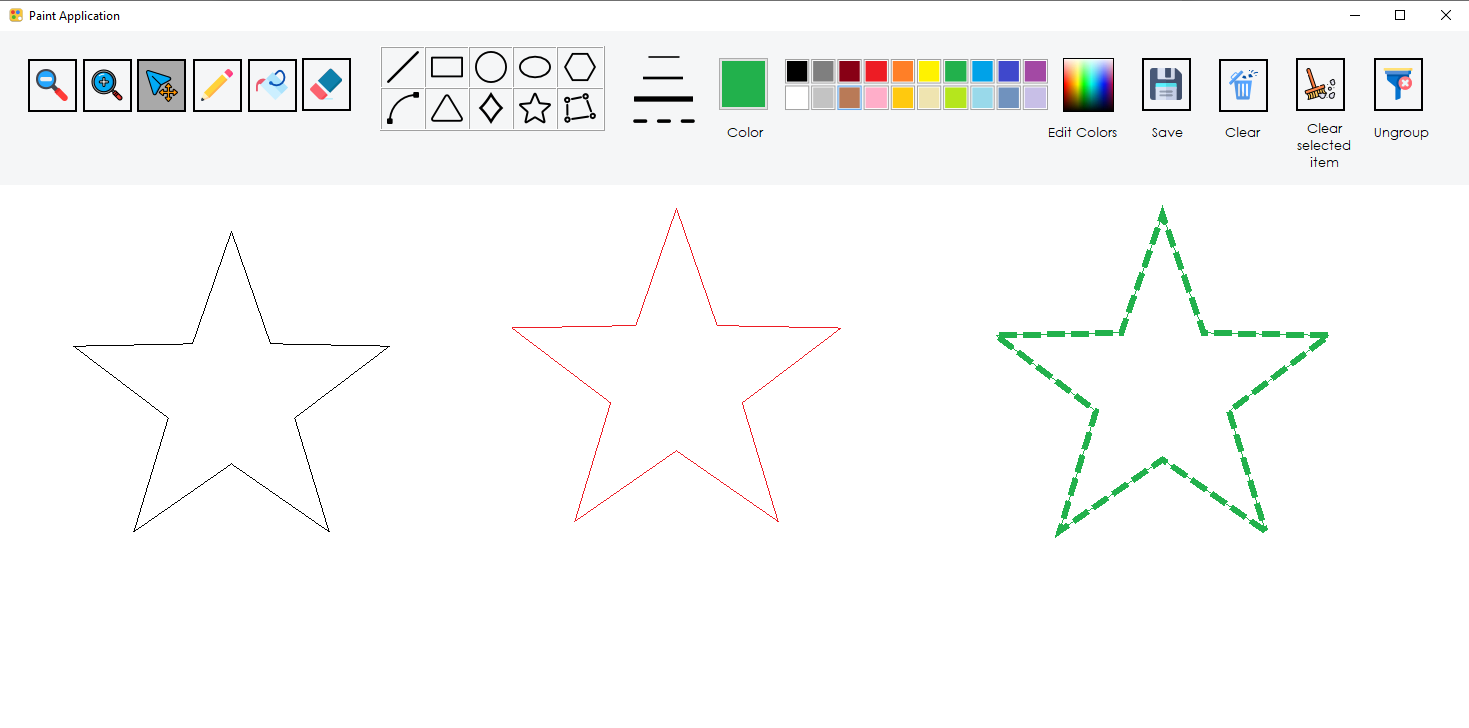 Paint Application
Color
Edit Colors
Save
Clear
Clear
selected
item
Ungroup